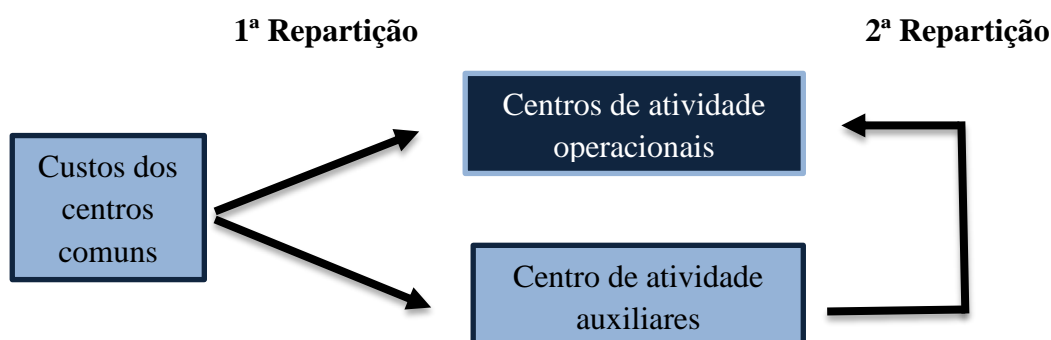 1ª Repartição
2ª Repartição
Centros de atividade
operacionais
Custos dos
centros
comuns
Centro de atividade
auxiliares